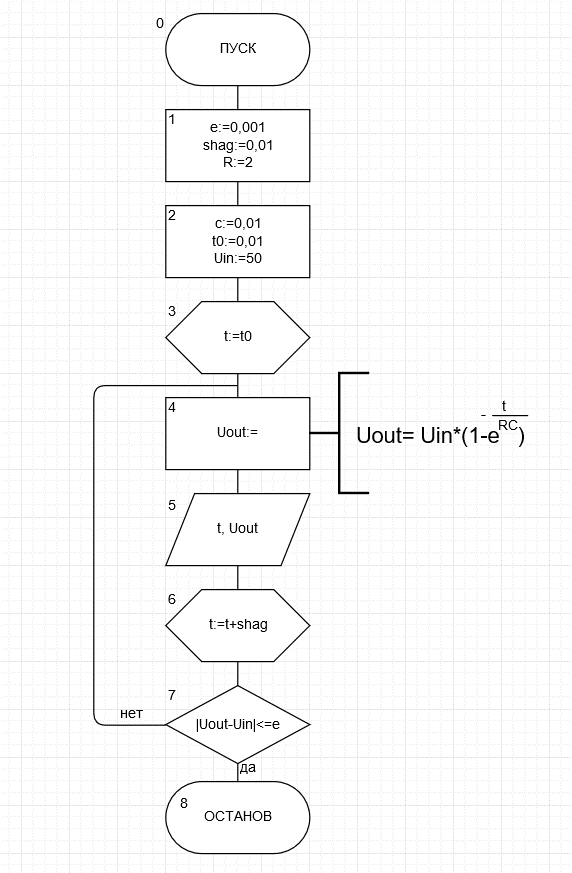 0
ПУСК
1
e:=0,001
shag:=0,01
R:=2
2
c:=0,01
t0:=0,01
Uin:=50
3
t:=t0
4
Uout:=
Uout= Uin*(1-e
-
t
RC
)
5
t, Uout
6
t:=t+shag
7
|Uout-Uin|<=e
нет
да
8
ОСТАНОВ